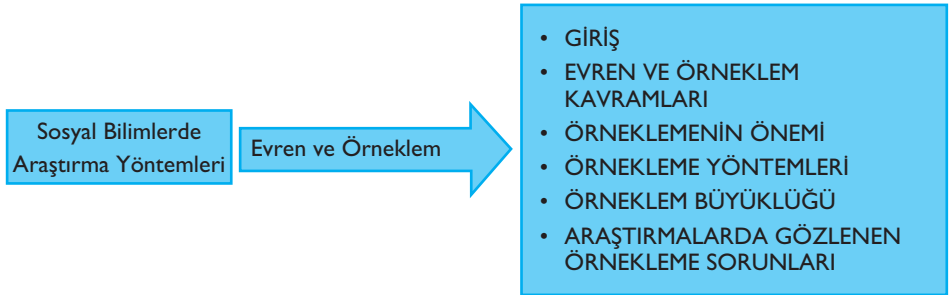 Sosyal Bilimlerde
Araştırma Yöntemleri
Evren ve Örneklem
• GİRİŞ
• EVREN VE ÖRNEKLEM
KAVRAMLARI
• ÖRNEKLEMENİN ÖNEMİ
• ÖRNEKLEME YÖNTEMLERİ
• ÖRNEKLEM BÜYÜKLÜĞÜ
• ARAŞTIRMALARDA GÖZLENEN
ÖRNEKLEME SORUNLARI